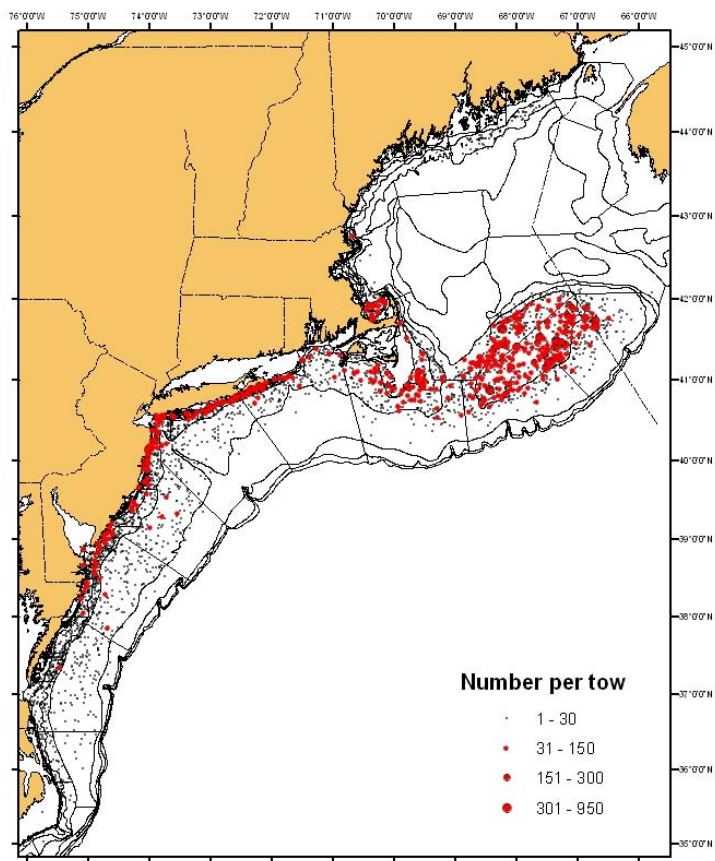 76°0'0"W 75°0'0"W 74°0'0"W 73°0'0"W 72°0'0"W 71°0'0"W 70°0'0"W 69°0'0"W 68°0'0"W 67°0'0"W 66°0'0"W
45°0'0"N
44°0'0"N
43°0'0"N
42°0'0"N
41°0'0"N
40°0'0"N
39°0'0"N
38°0'0"N
37°0'0"N
36°0'0"N
35°0'0"N
Number per tow
1 - 30
31 - 150
151 - 300
301 - 950